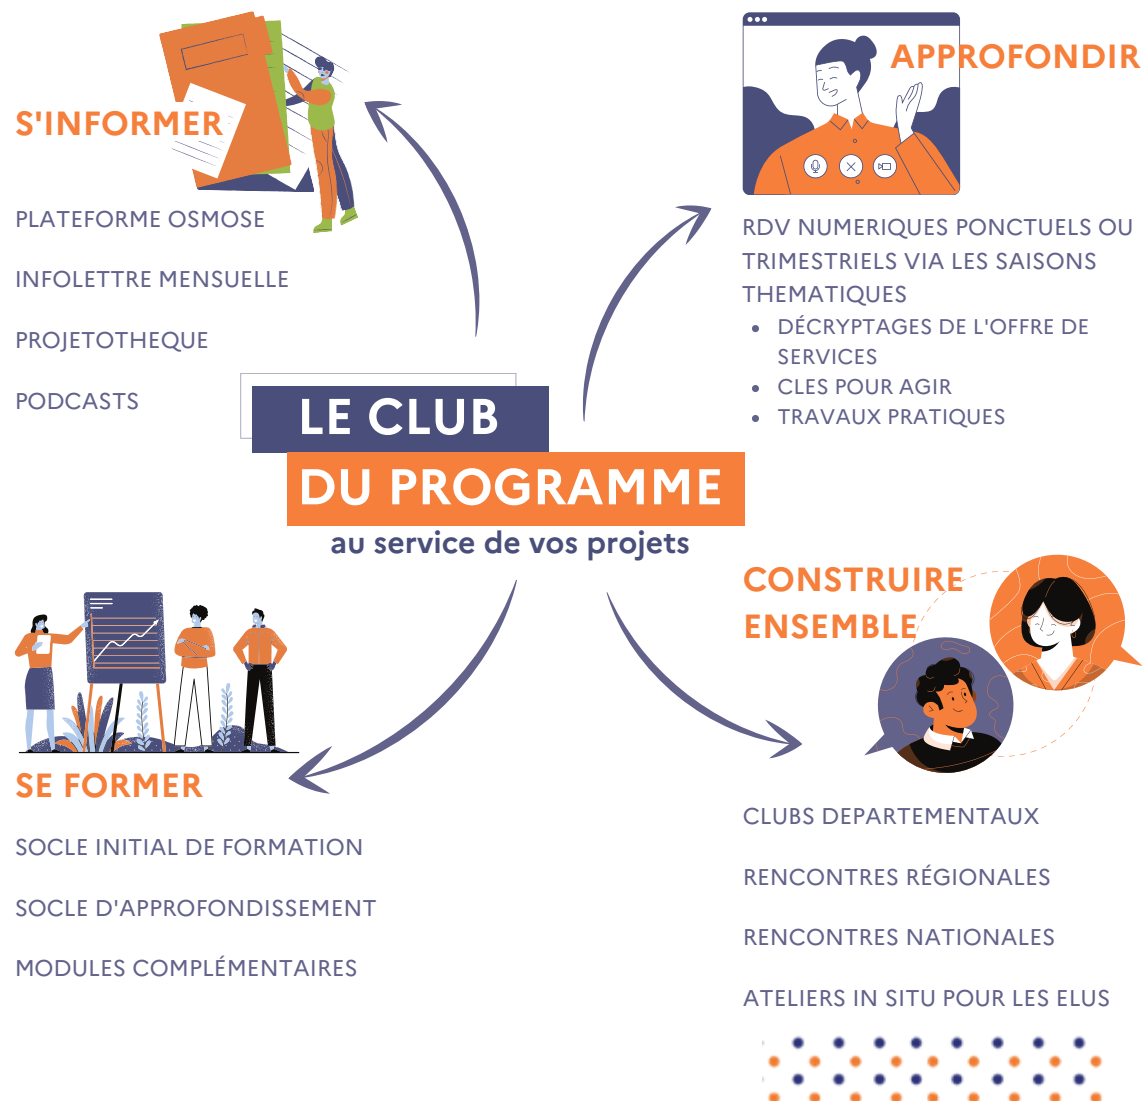 S'INFORMER
PLATEFORME OSMOSE
INFOLETTRE MENSUELLE
PROJETOTHEQUE
PODCASTS
APPROFONDIR
RDV NUMERIQUES PONCTUELS OU
TRIMESTRIELS VIA LES SAISONS
THEMATIQUES
• DÉCRYPTAGES DE L'OFFRE DE
SERVICES
• CLES POUR AGIR
• TRAVAUX PRATIQUES
LE CLUB
DU PROGRAMME
au service de vos projets
SE FORMER
SOCLE INITIAL DE FORMATION
SOCLE D'APPROFONDISSEMENT
MODULES COMPLÉMENTAIRES
CONSTRUIRE
ENSEMBLE
CLUBS DEPARTEMENTAUX
RENCONTRES RÉGIONALES
RENCONTRES NATIONALES
ATELIERS IN SITU POUR LES ELUS